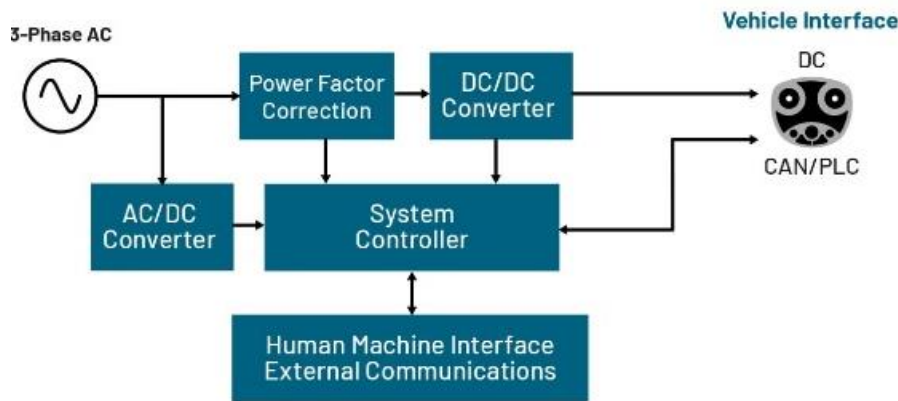 3-Phase AC
Vehicle Interface
DC
Power Factor
Correction
DC/DC
Converter
CAN/PLC
AC/DC
Converter
System
Controller
Human Machine Interface
External Communications